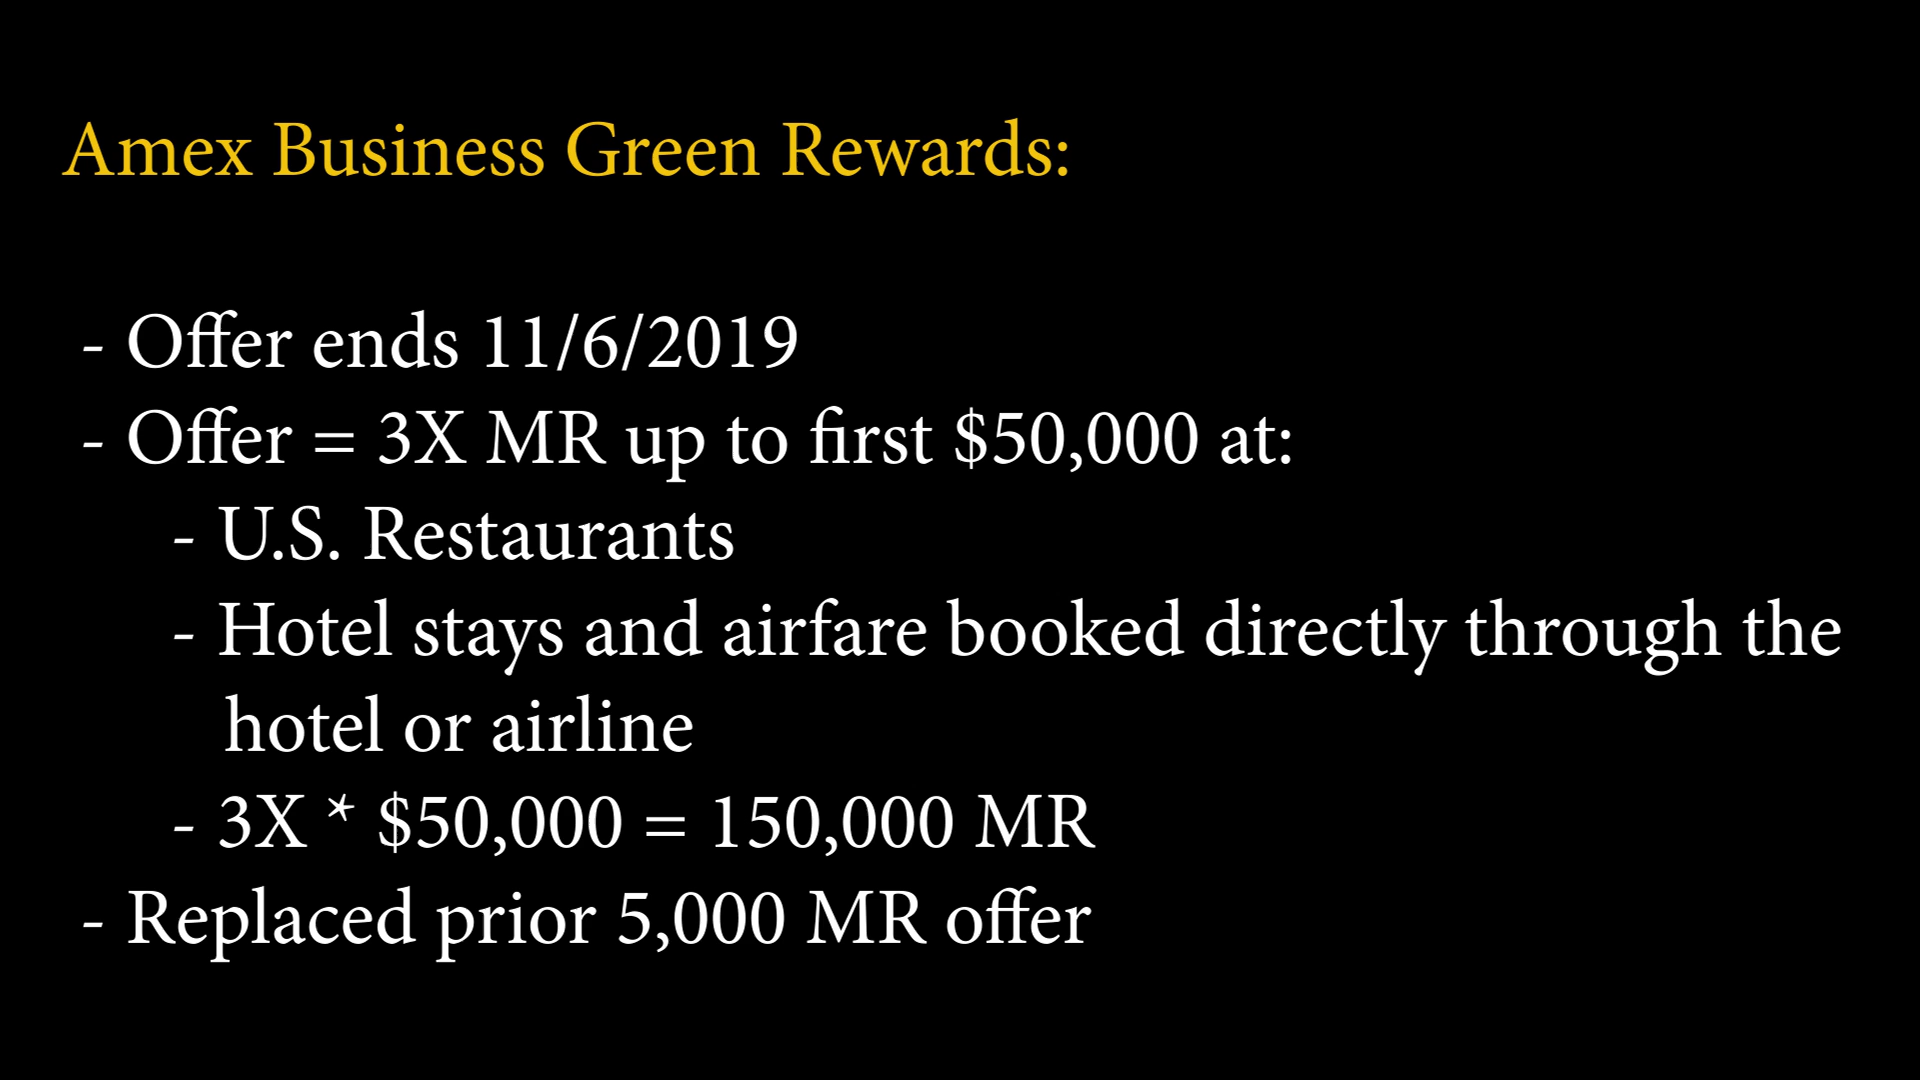 Amex Business Green Rewards:
- Offer ends 11/6/2019
- Offer = 3X MR up to first $50,000 at:
- U.S. Restaurants
- Hotel stays and airfare booked directly through the
hotel or airline
- 3X * $50,000 = 150,000 MR
- Replaced prior 5,000 MR offer